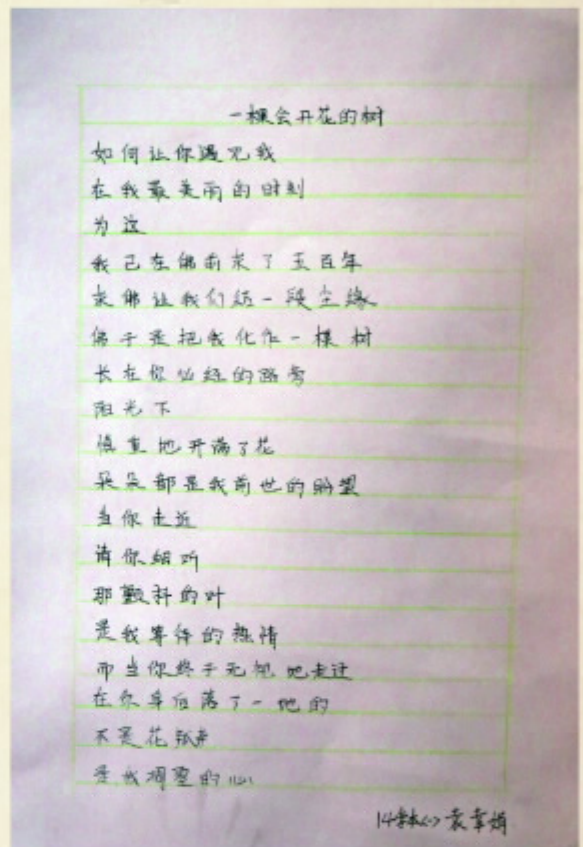 一棵会开花的树
如何让你遇见我
在我最美丽的时刻
为这
我已在佛前求了五百年
求佛让我们结一段尘缘
佛于是把我化作一棵树
长在你必经的路旁
阳光下
慎重地开满了花
朵朵都是我前世的盼望
当你走近
请你细听
那颤抖的叶
是我等待的热情
而当你终于无视地走过
在你身后落了一地的
不是花瓣
是我凋零的心
14学本(1) 袁幸娟